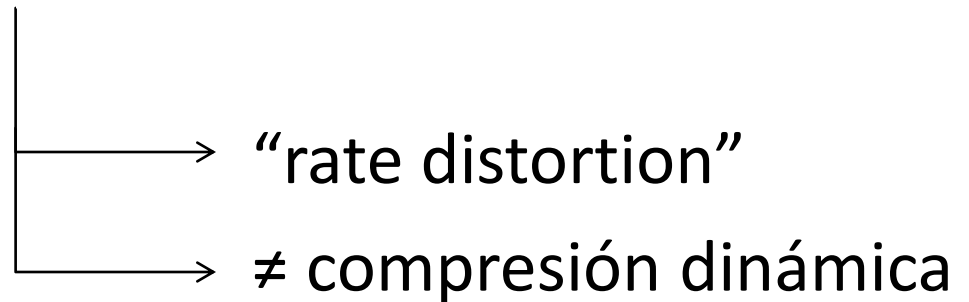 “rate distortion”
≠ compresión dinámica